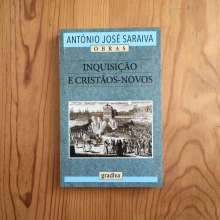 ANTÓNIO JOSÉ SARAIVA
OBRAS
INQUISIÇÃO
E CRISTÃOS-NOVOS
gradiva